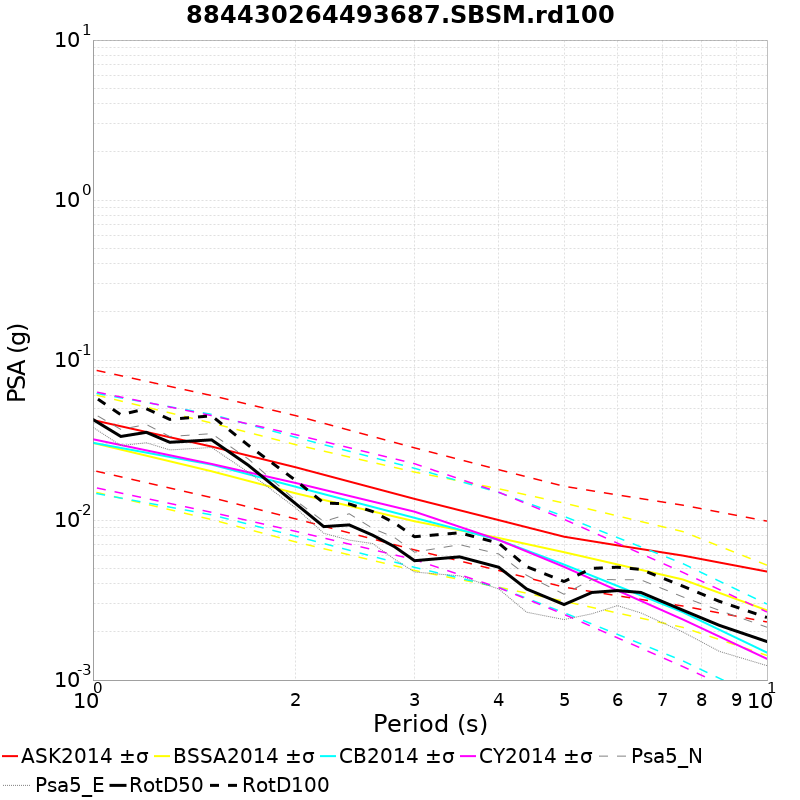 884430264493687.SBSM.rd100
10^1
10^0
10^-1
10^-2
10^-3
PSA (g)
10^0 2 3 4 5 6 7 8 9 10^1
Period (s)
ASK2014 ±σ BSSA2014 ±σ CB2014 ±σ CY2014 ±σ Psa5_N
Psa5_E RotD50 RotD100